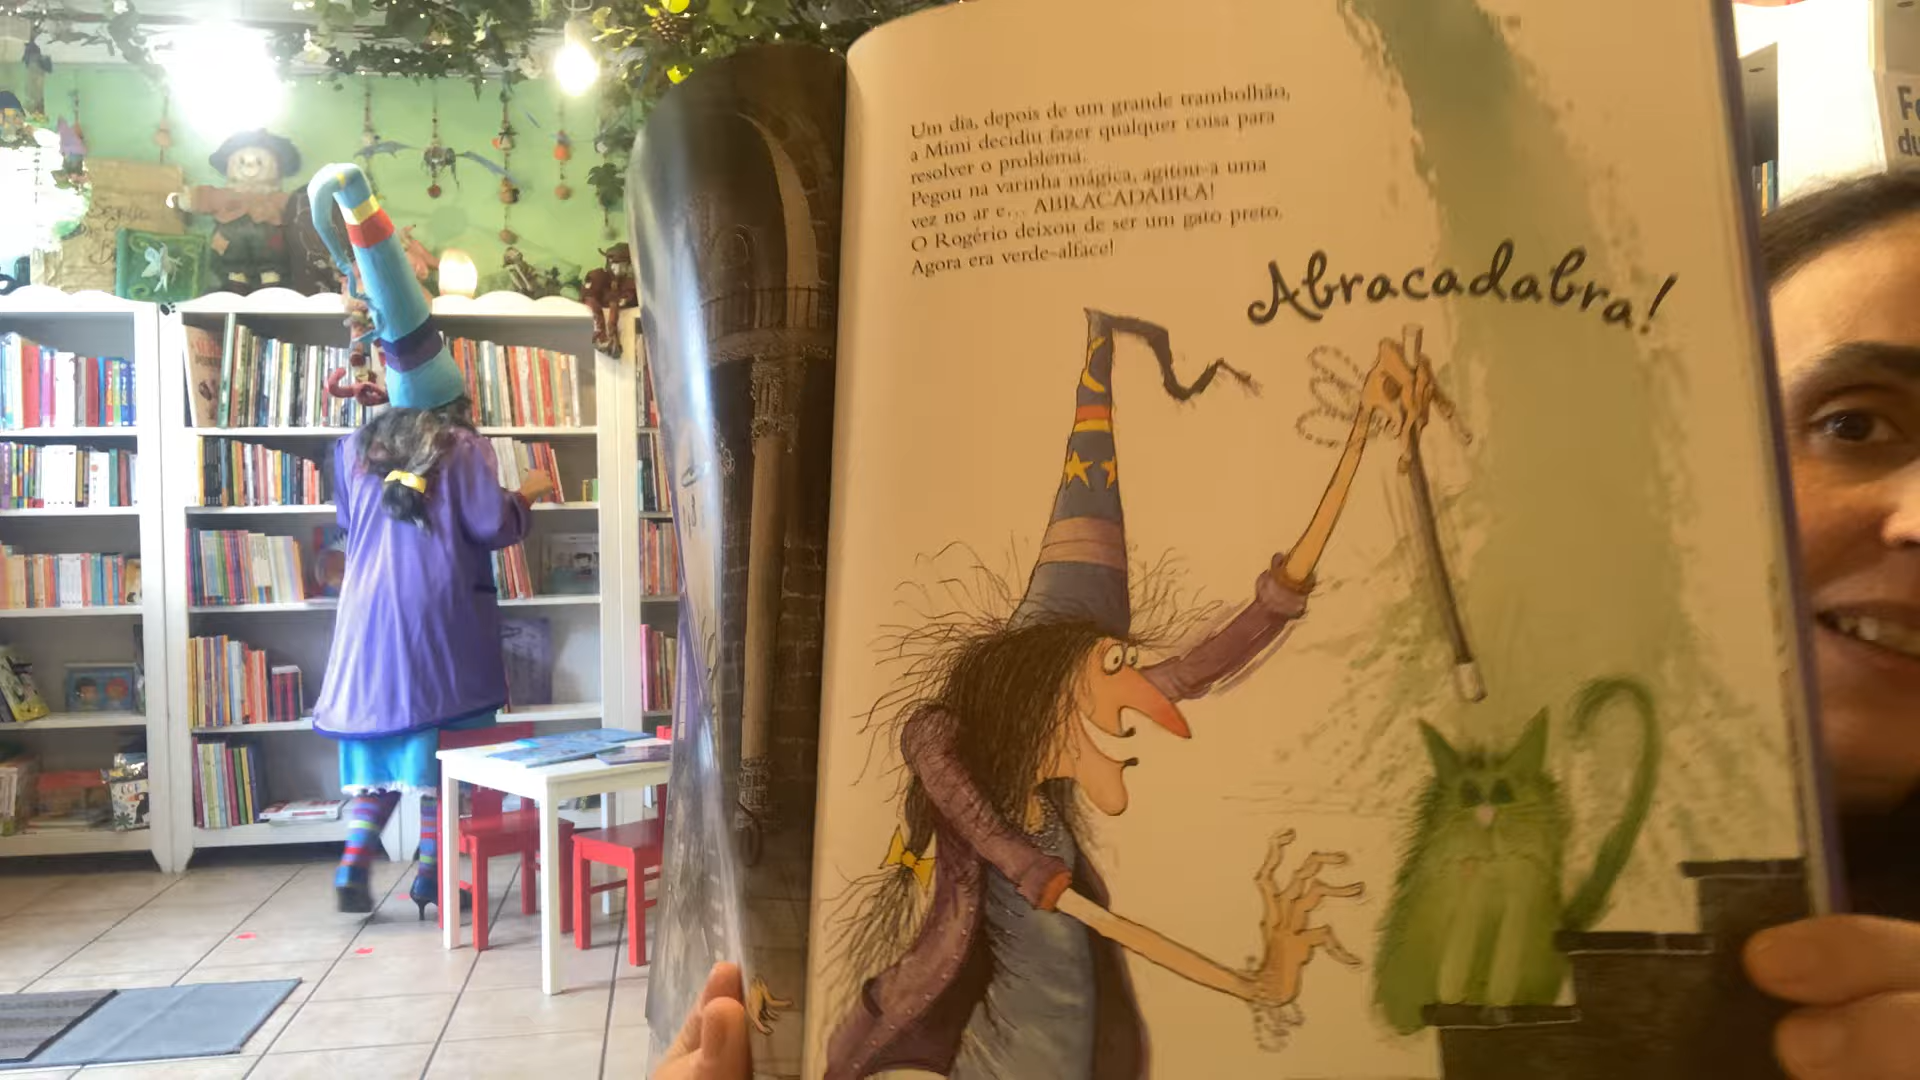 Um dia, depois de um grande trambolhão,
a Mimi decidiu fazer qualquer coisa para
resolver o problema.
Pegou na varinha mágica, agitou-a uma
vez no ar e... ABRACADABRA!
O Rogério deixou de ser um gato preto.
Agora era verde-alface!
Abracadabra!